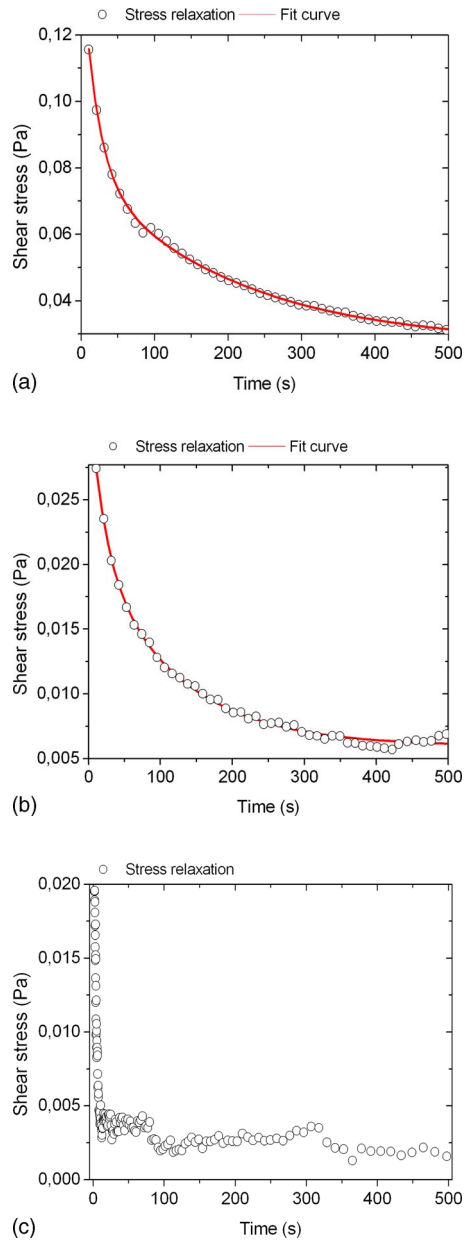 Stress relaxation Fit curve
0,12
0,10
0,08
0,06
0,04
Shear stress (Pa)
0 100 200 300 400 500
Time (s)
(a)
Stress relaxation Fit curve
0,025
0,020
0,015
0,010
0,005
Shear stress (Pa)
0 100 200 300 400 500
Time (s)
(b)
Stress relaxation
0,020
0,015
0,010
0,005
0,000
Shear stress (Pa)
0 100 200 300 400 500
Time (s)
(c)